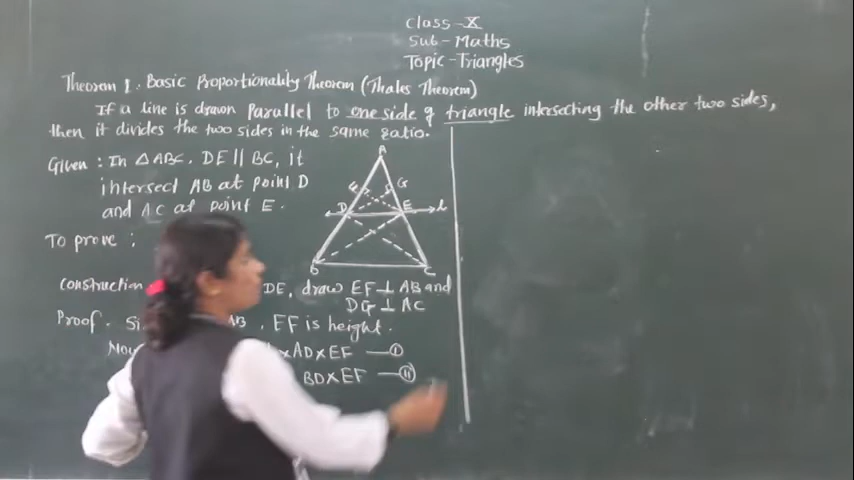 Class-X
Sub-Maths
Topic-Triangles
Theorem 1. Basic Proportionality Theorem (Thales Theorem)
If a line is drawn Parallel to one side of triangle intersecting the other two sides,
then it divides the two sides in the same ratio.
Given : In △ABC, DE || BC, it
intersect AB at point D
and AC at point E.
To prove :
A
F G
D E l
B C
Construction DE, draw EF⊥AB and
DG⊥AC
Proof. AB, EF is height.
×AD×EF —①
BD×EF —⑪